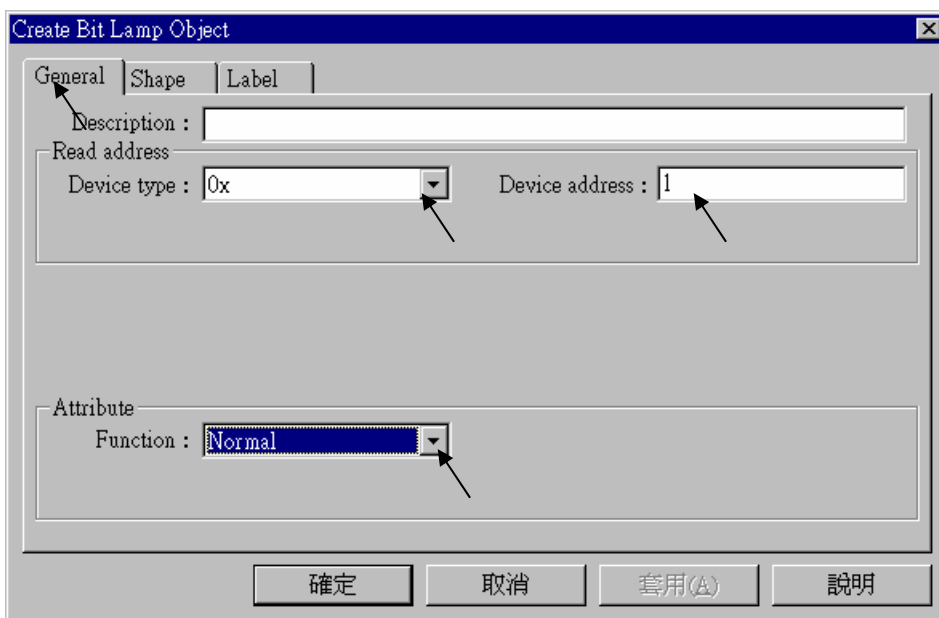 Create Bit Lamp Object
General Shape Label
Description :
Read address
Device type : 0x Device address : 1
Attribute
Function : Normal
確定 取消 套用(A) 說明